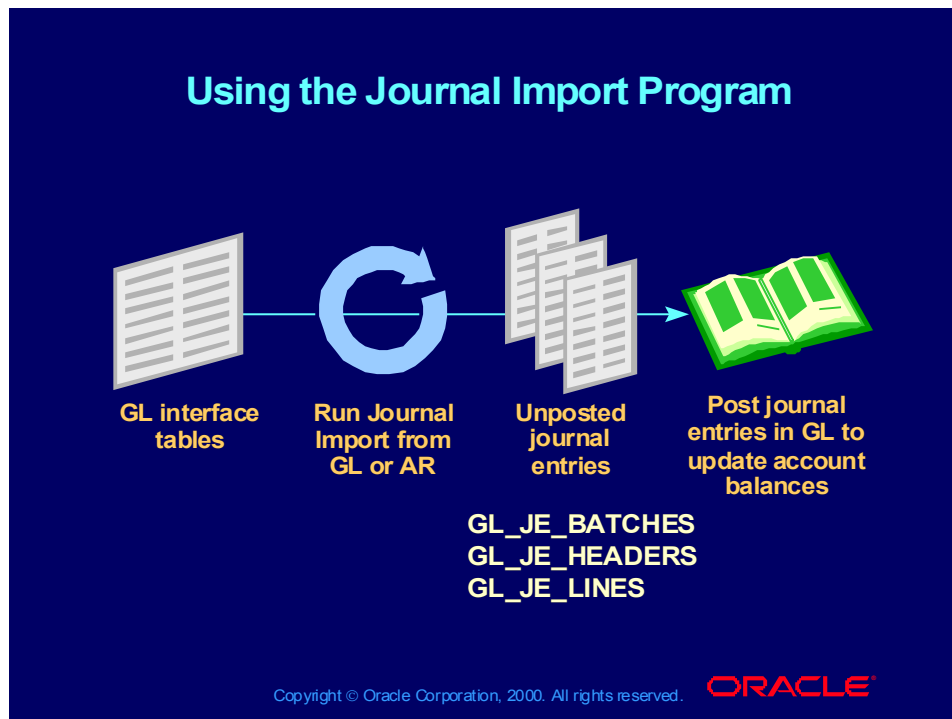 Using the Journal Import Program
GL interface
tables
Run Journal
Import from
GL or AR
Unposted
journal
entries
Post journal
entries in GL to
update account
balances
GL_JE_BATCHES
GL_JE_HEADERS
GL_JE_LINES
Copyright © Oracle Corporation, 2000. All rights reserved.
ORACLE®